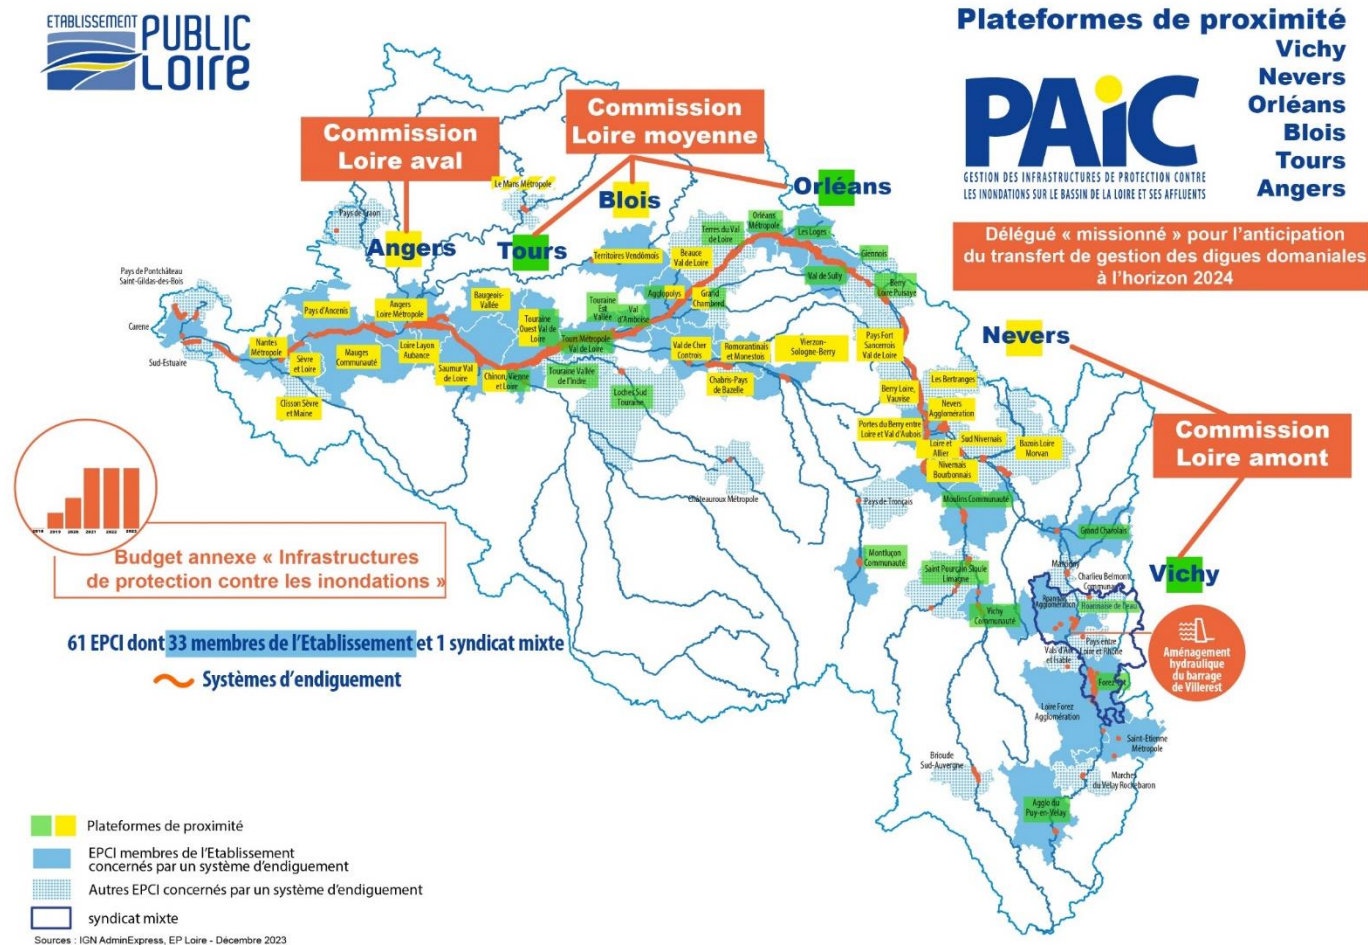 ETABLISSEMENT
PUBLIC
LOIRE
Plateformes de proximité
Vichy
Nevers
Orléans
Blois
Tours
Angers
PAiC
GESTION DES INFRASTRUCTURES DE PROTECTION CONTRE
LES INONDATIONS SUR LE BASSIN DE LA LOIRE ET SES AFFLUENTS
Délégué « missionné » pour l'anticipation
du transfert de gestion des digues domaniales
à l'horizon 2024
Commission
Loire aval
Commission
Loire moyenne
Commission
Loire amont
Angers
Tours
Blois
Orléans
Nevers
Vichy
Le Mans Métropole
Pays de Craon
Pays de Pontchâteau
Saint-Gildas-des-Bois
Carene
Sud-Estuaire
Nantes
Métropole
Pays d'Ancenis
Sèvre
et Loire
Clisson Sèvre
et Maine
Mauges
Communauté
Angers
Loire Métropole
Loire Layon
Aubance
Baugeois-
Vallée
Saumur Val
de Loire
Touraine
Ouest Val de
Loire
Chinon, Vienne
et Loire
Touraine
Est
Vallée
Tours Métropole
Val de Loire
Touraine Vallée
de l'Indre
Loches Sud
Touraine
Val
d'Amboise
Agglopolys
Territoires Vendômois
Beauce
Val de Loire
Grand
Chambord
Terres du Val
de Loire
Orléans
Métropole
Les Loges
Val de Sully
Giennois
Berry
Loire Puisaye
Val de Cher
Controis
Romorantinais
et Monestois
Chabris-Pays
de Bazelle
Vierzon-
Sologne-Berry
Pays Fort
Sancerrois
Val de Loire
Berry Loire,
Vauvise
Les Bertranges
Nevers
Agglomération
Portes du Berry entre
Loire et Val d'Aubois
Loire et
Allier
Sud Nivernais
Bazois Loire
Morvan
Nivernais
Bourbonnais
Châteauroux Métropole
Pays de Tronçais
Moulins Communauté
Montluçon
Communauté
Saint Pourçain Sioule
Limagne
Vichy
Communauté
Grand Charolais
Marcigny
Charlieu Belmont
Roannais
Agglomération
Roannaise de l'eau
Pays entre
Loire et Rhône
Vals d'Aix
et Isable
Forez-Est
Loire Forez
Agglomération
Saint-Etienne
Métropole
Marches
du Velay Rochebaron
Brioude
Sud-Auvergne
Agglo du
Puy-en-Velay
Aménagement
hydraulique
du barrage
de Villerest
2018 2019 2020 2021 2022 2023
Budget annexe « Infrastructures
de protection contre les inondations »
61 EPCI dont 33 membres de l'Etablissement et 1 syndicat mixte
Systèmes d'endiguement
Plateformes de proximité
EPCI membres de l'Etablissement
concernés par un système d'endiguement
Autres EPCI concernés par un système d'endiguement
syndicat mixte
Sources : IGN AdminExpress, EP Loire - Décembre 2023